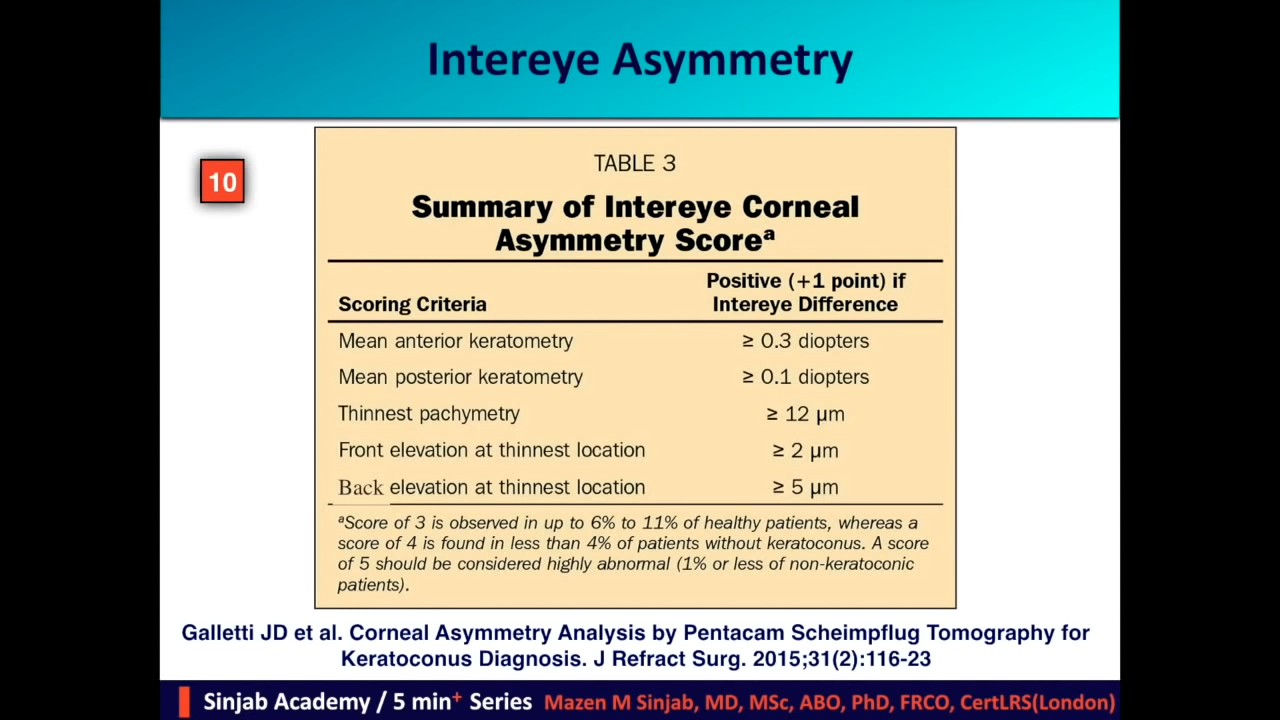 Intereye Asymmetry
10
TABLE 3
Summary of Intereye Corneal
Asymmetry Scoreª
Positive (+1 point) if
Scoring Criteria Intereye Difference
Mean anterior keratometry ≥ 0.3 diopters
Mean posterior keratometry ≥ 0.1 diopters
Thinnest pachymetry ≥ 12 μm
Front elevation at thinnest location ≥ 2 μm
Back elevation at thinnest location ≥ 5 μm
ªScore of 3 is observed in up to 6% to 11% of healthy patients, whereas a
score of 4 is found in less than 4% of patients without keratoconus. A score
of 5 should be considered highly abnormal (1% or less of non-keratoconic
patients).
Galletti JD et al. Corneal Asymmetry Analysis by Pentacam Scheimpflug Tomography for
Keratoconus Diagnosis. J Refract Surg. 2015;31(2):116-23
Sinjab Academy / 5 min+ Series Mazen M Sinjab, MD, MSc, ABO, PhD, FRCO, CertLRS(London)